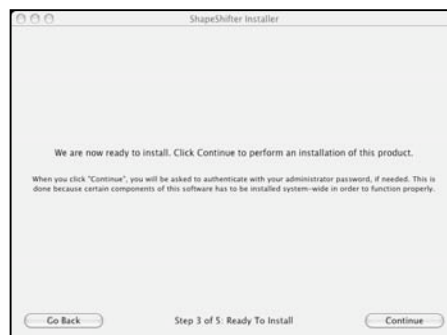 ShapeShifter Installer
We are now ready to install. Click Continue to perform an installation of this product.
When you click "Continue", you will be asked to authenticate with your administrator password, if needed. This is
done because certain components of this software has to be installed system-wide in order to function properly.
Go Back
Step 3 of 5: Ready To Install
Continue